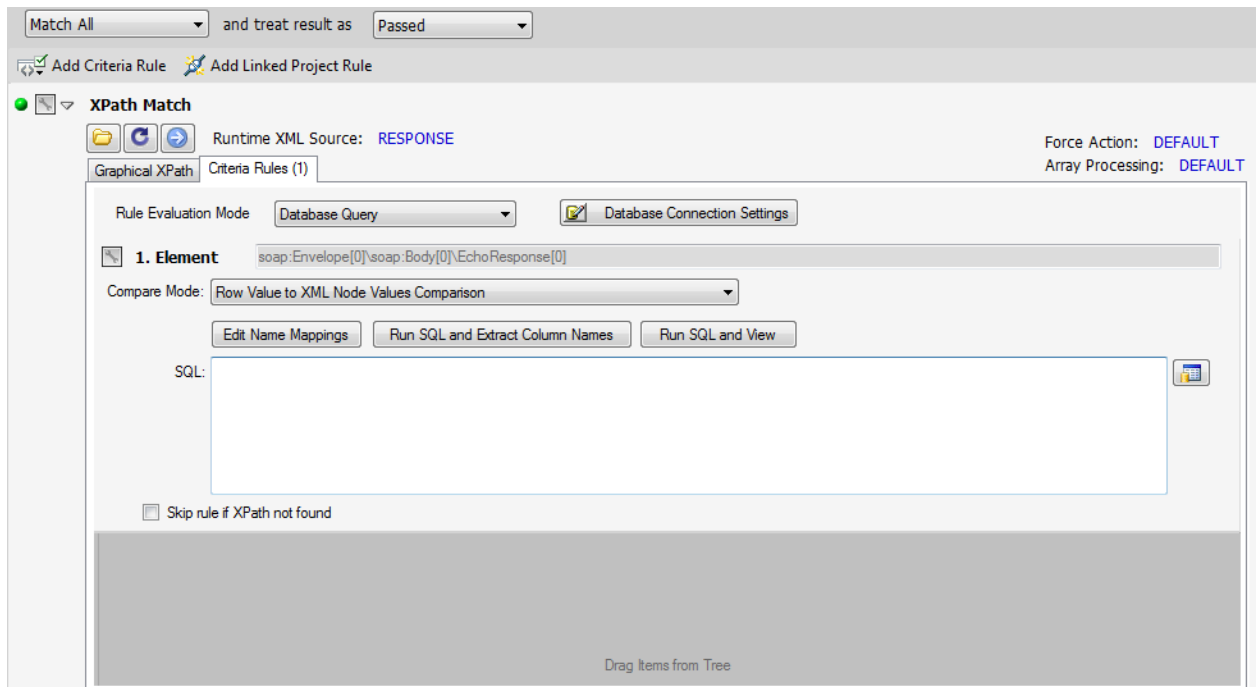 Match All and treat result as Passed
Add Criteria Rule Add Linked Project Rule
XPath Match
Runtime XML Source: RESPONSE
Force Action: DEFAULT
Array Processing: DEFAULT
Graphical XPath Criteria Rules (1)
Rule Evaluation Mode Database Query Database Connection Settings
1. Element soap:Envelope[0]\soap:Body[0]\EchoResponse[0]
Compare Mode: Row Value to XML Node Values Comparison
Edit Name Mappings Run SQL and Extract Column Names Run SQL and View
SQL:
Skip rule if XPath not found
Drag Items from Tree